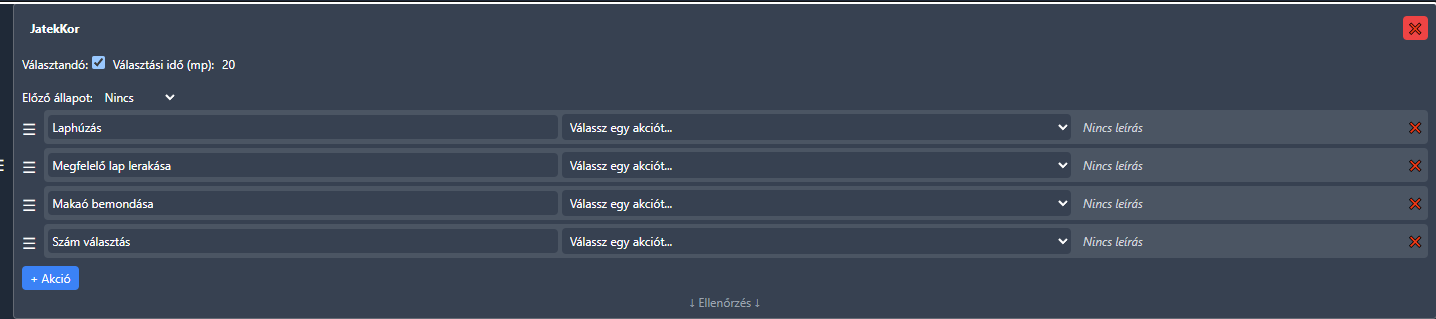 JatekKor
Választandó: Választási idő (mp): 20
Előző állapot: Nincs
Laphúzás Válassz egy akciót... Nincs leírás
Megfelelő lap lerakása Válassz egy akciót... Nincs leírás
Makaó bemondása Válassz egy akciót... Nincs leírás
Szám választás Válassz egy akciót... Nincs leírás
+ Akció
↓ Ellenőrzés ↓